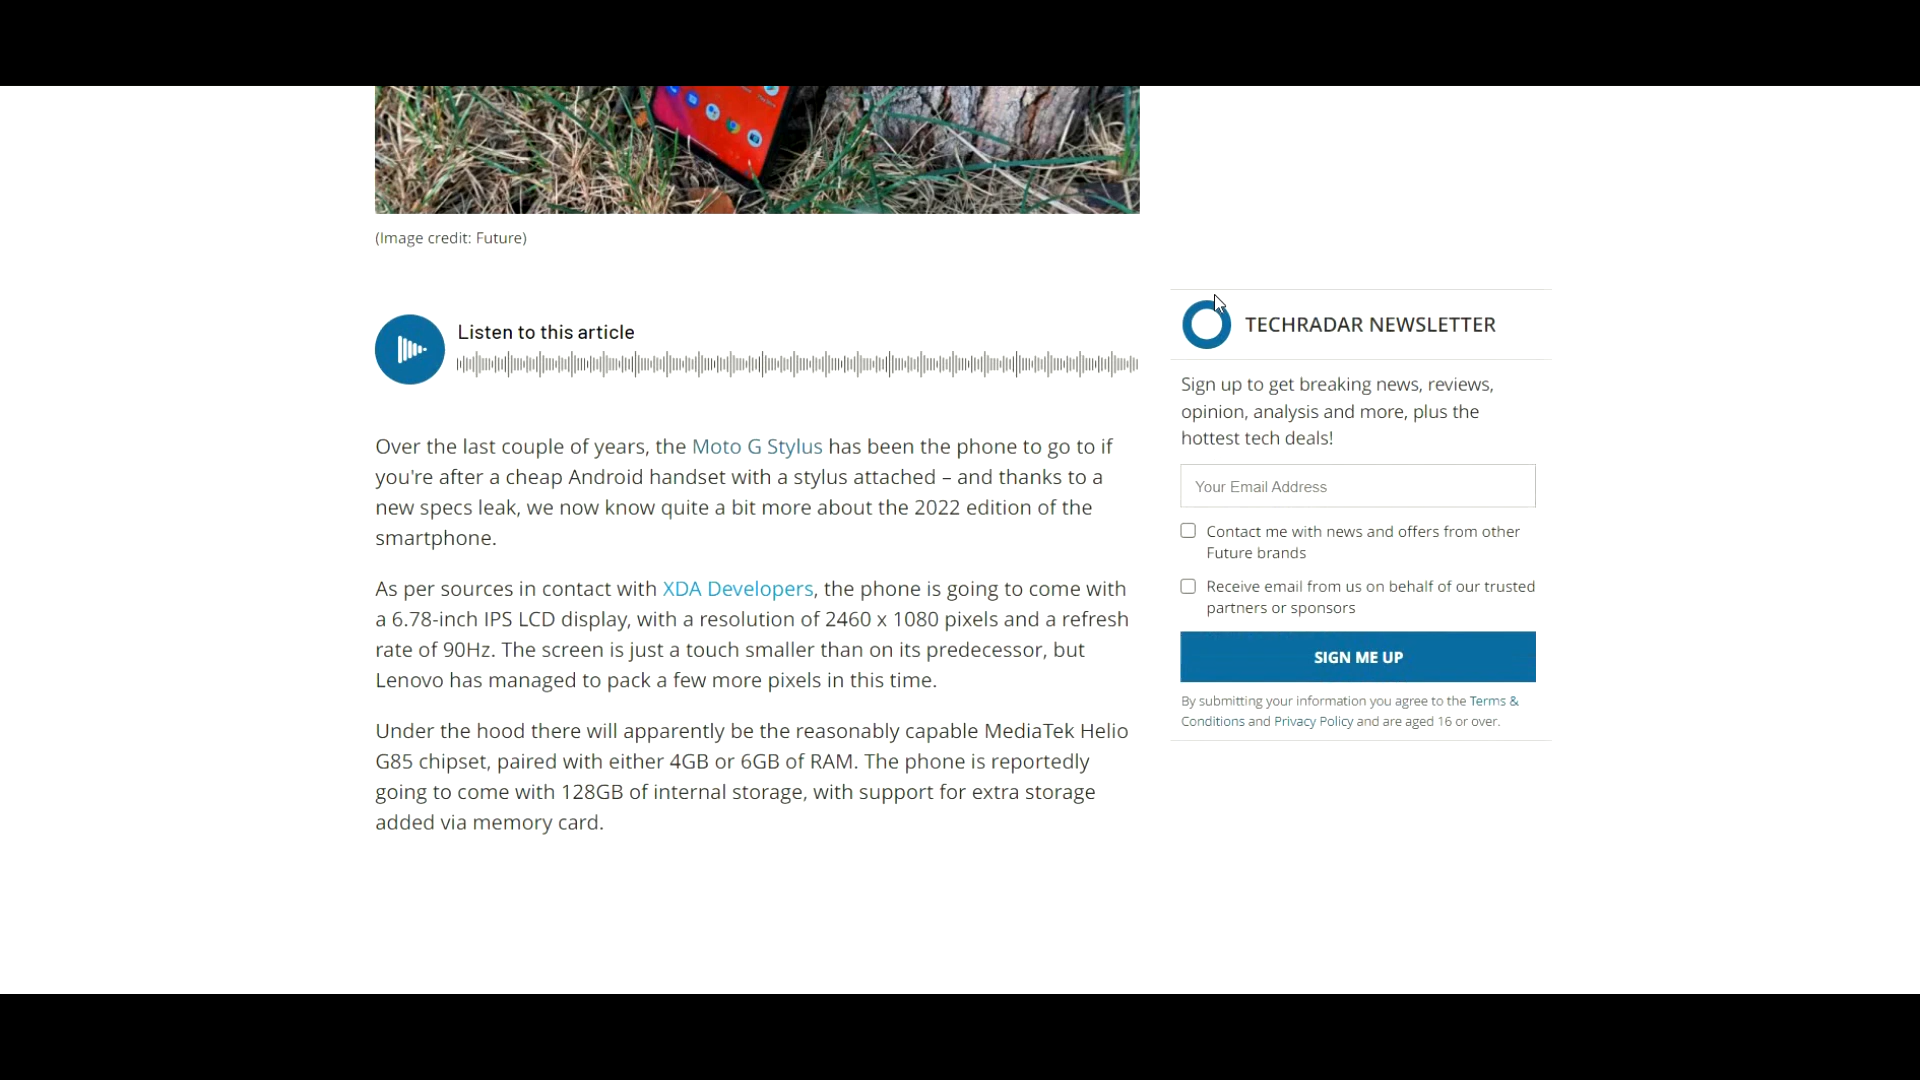 (Image credit: Future)
Listen to this article
TECHRADAR NEWSLETTER
Sign up to get breaking news, reviews,
opinion, analysis and more, plus the
hottest tech deals!
Your Email Address
Contact me with news and offers from other
Future brands
Receive email from us on behalf of our trusted
partners or sponsors
SIGN ME UP
By submitting your information you agree to the Terms &
Conditions and Privacy Policy and are aged 16 or over.
Over the last couple of years, the Moto G Stylus has been the phone to go to if
you're after a cheap Android handset with a stylus attached – and thanks to a
new specs leak, we now know quite a bit more about the 2022 edition of the
smartphone.
As per sources in contact with XDA Developers, the phone is going to come with
a 6.78-inch IPS LCD display, with a resolution of 2460 x 1080 pixels and a refresh
rate of 90Hz. The screen is just a touch smaller than on its predecessor, but
Lenovo has managed to pack a few more pixels in this time.
Under the hood there will apparently be the reasonably capable MediaTek Helio
G85 chipset, paired with either 4GB or 6GB of RAM. The phone is reportedly
going to come with 128GB of internal storage, with support for extra storage
added via memory card.